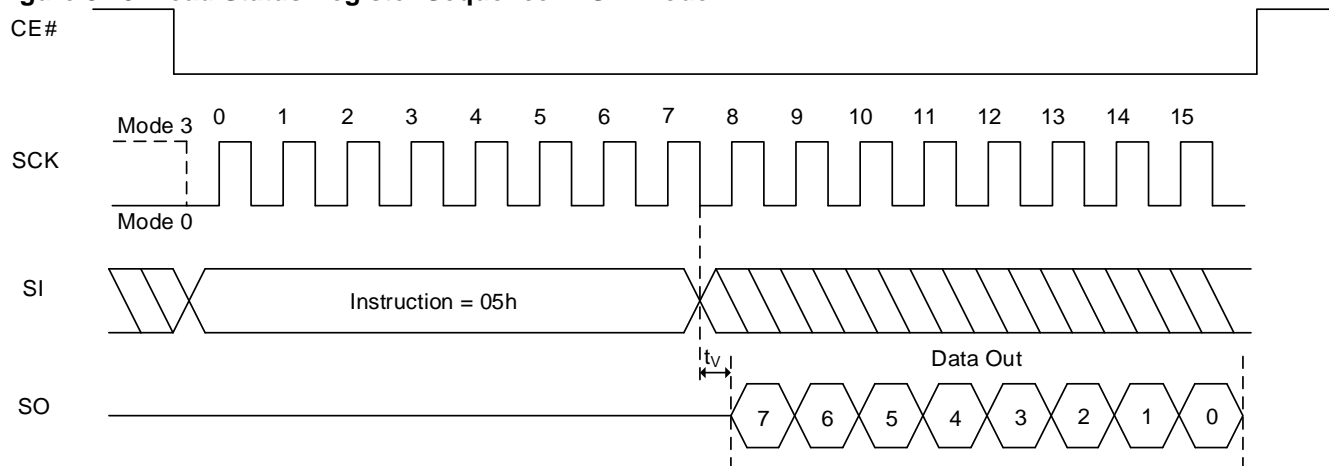 CE#
0 1 2 3 4 5 6 7 8 9 10 11 12 13 14 15
Mode 3
SCK
Mode 0
SI
Instruction = 05h
tV
Data Out
SO
7 6 5 4 3 2 1 0